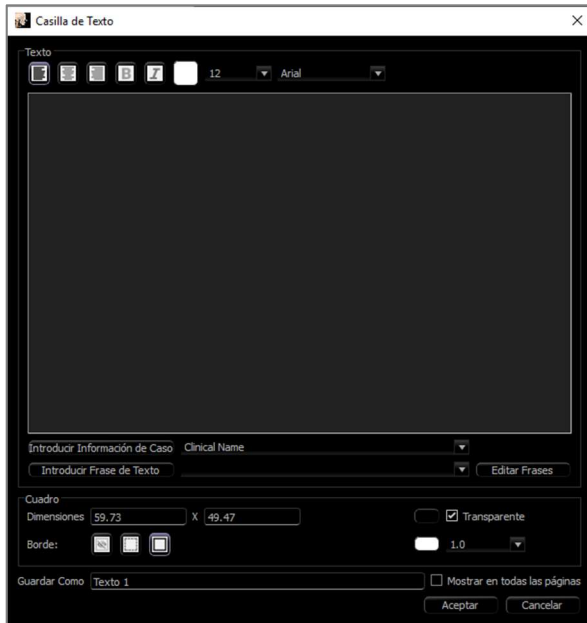 Casilla de Texto
Texto
B I 12 Arial
Introducir Información de Caso Clinical Name
Introducir Frase de Texto Editar Frases
Cuadro
Dimensiones 59.73 X 49.47 Transparente
Borde: 1.0
Guardar Como Texto 1 Mostrar en todas las páginas
Aceptar Cancelar